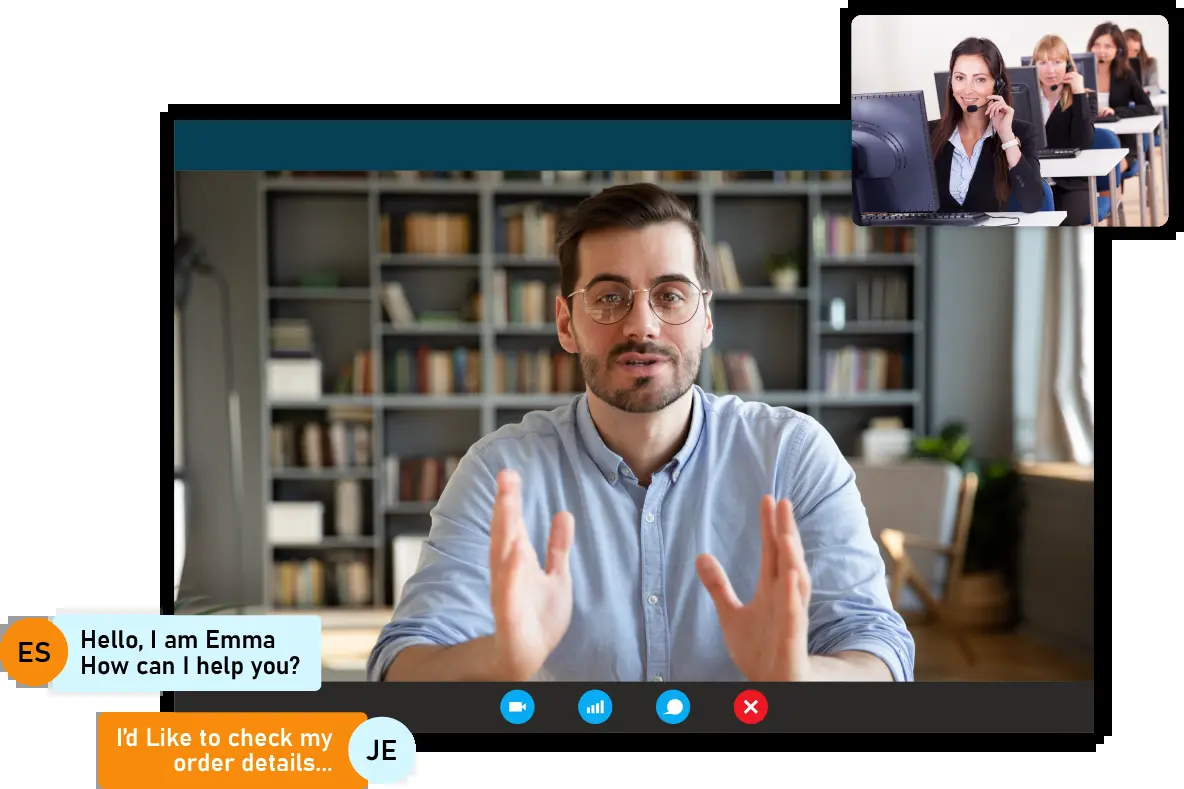 ES
Hello, I am Emma
How can I help you?
I'd Like to check my
order details...
JE